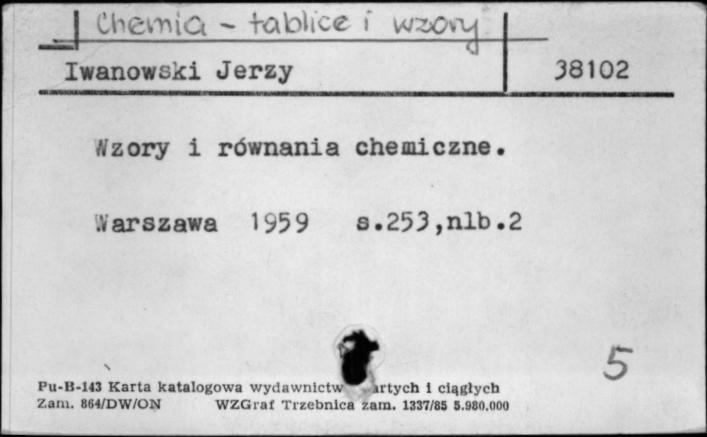 Chemia - tablice i wzory
Iwanowski Jerzy 38102
Wzory i równania chemiczne.
Warszawa 1959 s.253,nlb.2
5
Pu-B-143 Karta katalogowa wydawnictw i ciągłych
Zam. 864/DW/ON WZGraf Trzebnica zam. 1337/85 5.980.000